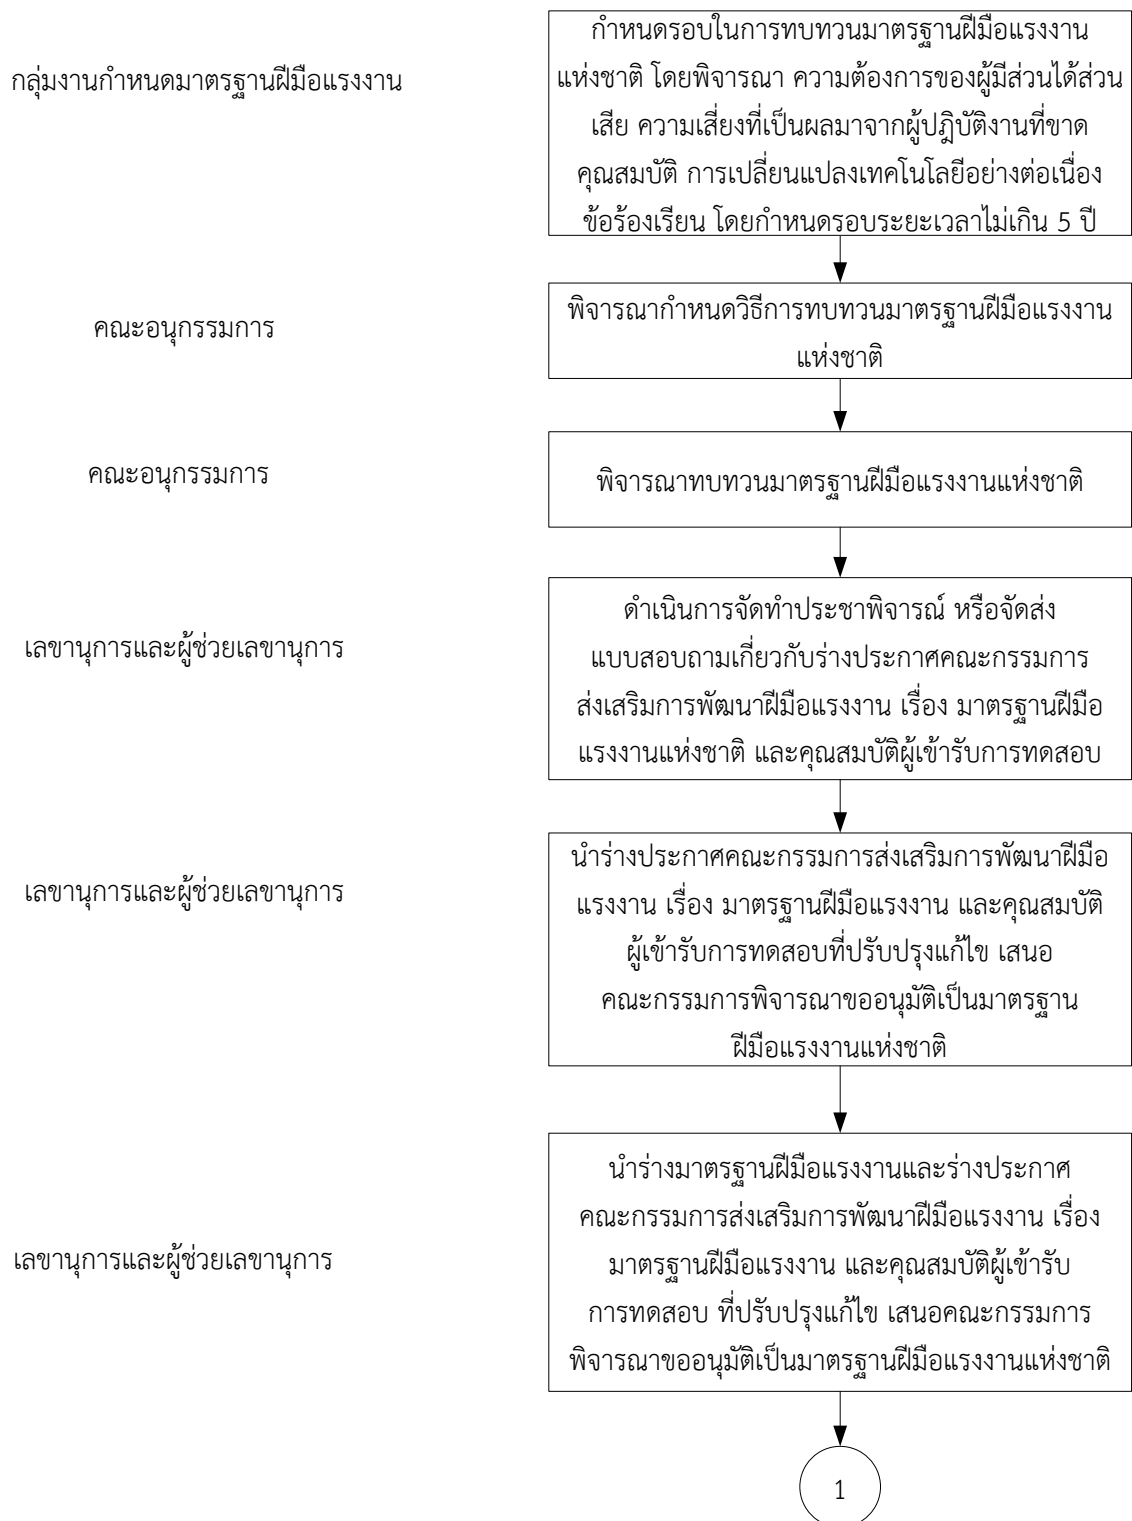 กลุ่มงานกำหนดมาตรฐานฝีมือแรงงาน
กำหนดรอบในการทบทวนมาตรฐานฝีมือแรงงาน
แห่งชาติ โดยพิจารณา ความต้องการของผู้มีส่วนได้ส่วน
เสีย ความเสี่ยงที่เป็นผลมาจากผู้ปฎิบัติงานที่ขาด
คุณสมบัติ การเปลี่ยนแปลงเทคโนโลยีอย่างต่อเนื่อง
ข้อร้องเรียน โดยกำหนดรอบระยะเวลาไม่เกิน 5 ปี
คณะอนุกรรมการ
พิจารณากำหนดวิธีการทบทวนมาตรฐานฝีมือแรงงาน
แห่งชาติ
คณะอนุกรรมการ
พิจารณาทบทวนมาตรฐานฝีมือแรงงานแห่งชาติ
เลขานุการและผู้ช่วยเลขานุการ
ดำเนินการจัดทำประชาพิจารณ์ หรือจัดส่ง
แบบสอบถามเกี่ยวกับร่างประกาศคณะกรรมการ
ส่งเสริมการพัฒนาฝีมือแรงงาน เรื่อง มาตรฐานฝีมือ
แรงงานแห่งชาติ และคุณสมบัติผู้เข้ารับการทดสอบ
เลขานุการและผู้ช่วยเลขานุการ
นำร่างประกาศคณะกรรมการส่งเสริมการพัฒนาฝีมือ
แรงงาน เรื่อง มาตรฐานฝีมือแรงงาน และคุณสมบัติ
ผู้เข้ารับการทดสอบที่ปรับปรุงแก้ไข เสนอ
คณะกรรมการพิจารณาขออนุมัติเป็นมาตรฐาน
ฝีมือแรงงานแห่งชาติ
เลขานุการและผู้ช่วยเลขานุการ
นำร่างมาตรฐานฝีมือแรงงานและร่างประกาศ
คณะกรรมการส่งเสริมการพัฒนาฝีมือแรงงาน เรื่อง
มาตรฐานฝีมือแรงงาน และคุณสมบัติผู้เข้ารับ
การทดสอบ ที่ปรับปรุงแก้ไข เสนอคณะกรรมการ
พิจารณาขออนุมัติเป็นมาตรฐานฝีมือแรงงานแห่งชาติ
1